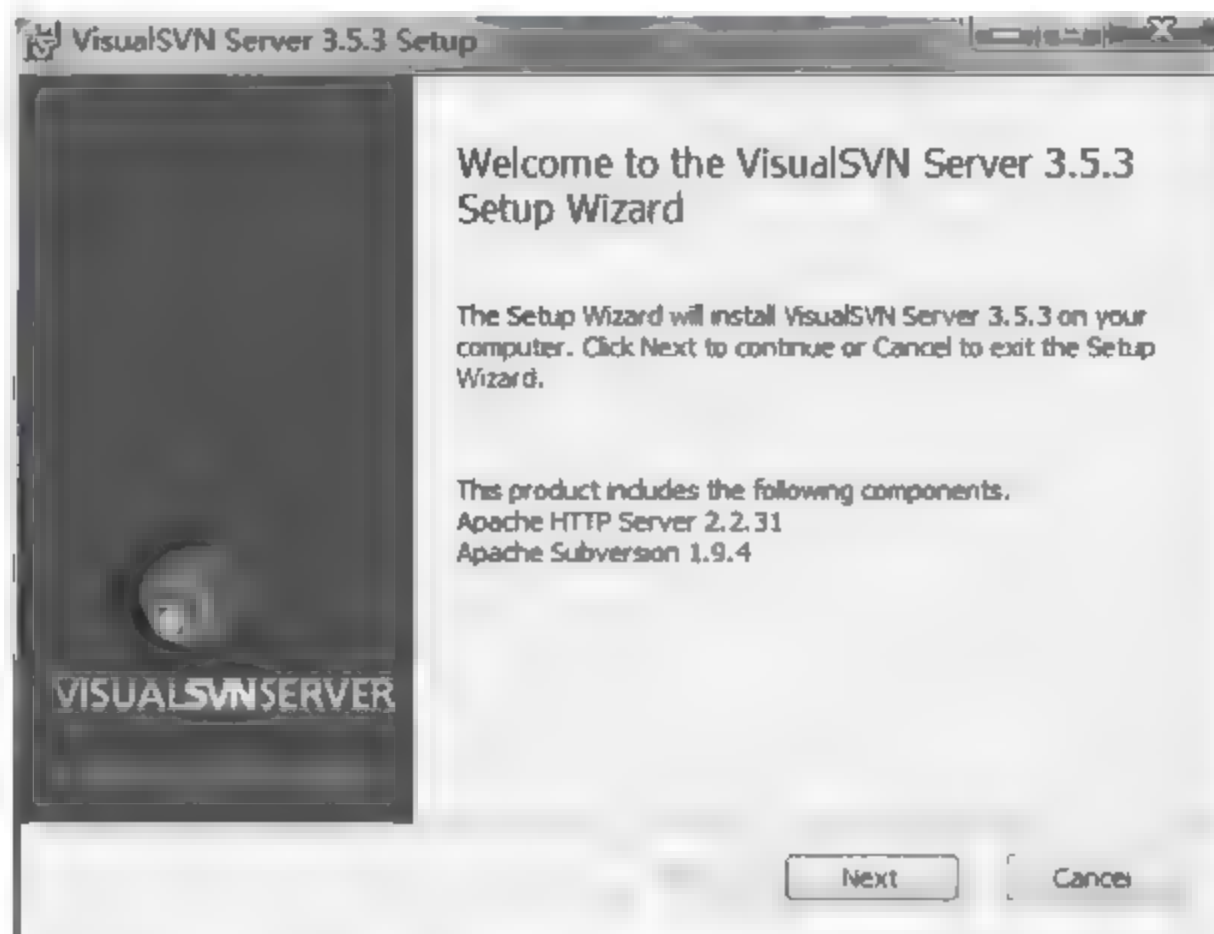 VisualSVN Server 3.5.3 Setup
Welcome to the VisualSVN Server 3.5.3
Setup Wizard
The Setup Wizard will install VisualSVN Server 3.5.3 on your
computer. Click Next to continue or Cancel to exit the Setup
Wizard.
This product includes the following components.
Apache HTTP Server 2.2.31
Apache Subversion 1.9.4
VISUALSVNSERVER
Next
Cancel